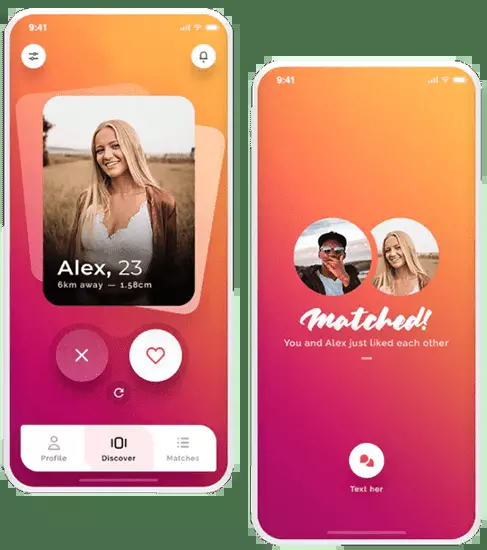 9:41
Alex, 23
6km away — 1.58cm
Profile
Discover
Matches
9:41
Matched!
You and Alex just liked each other
Text her